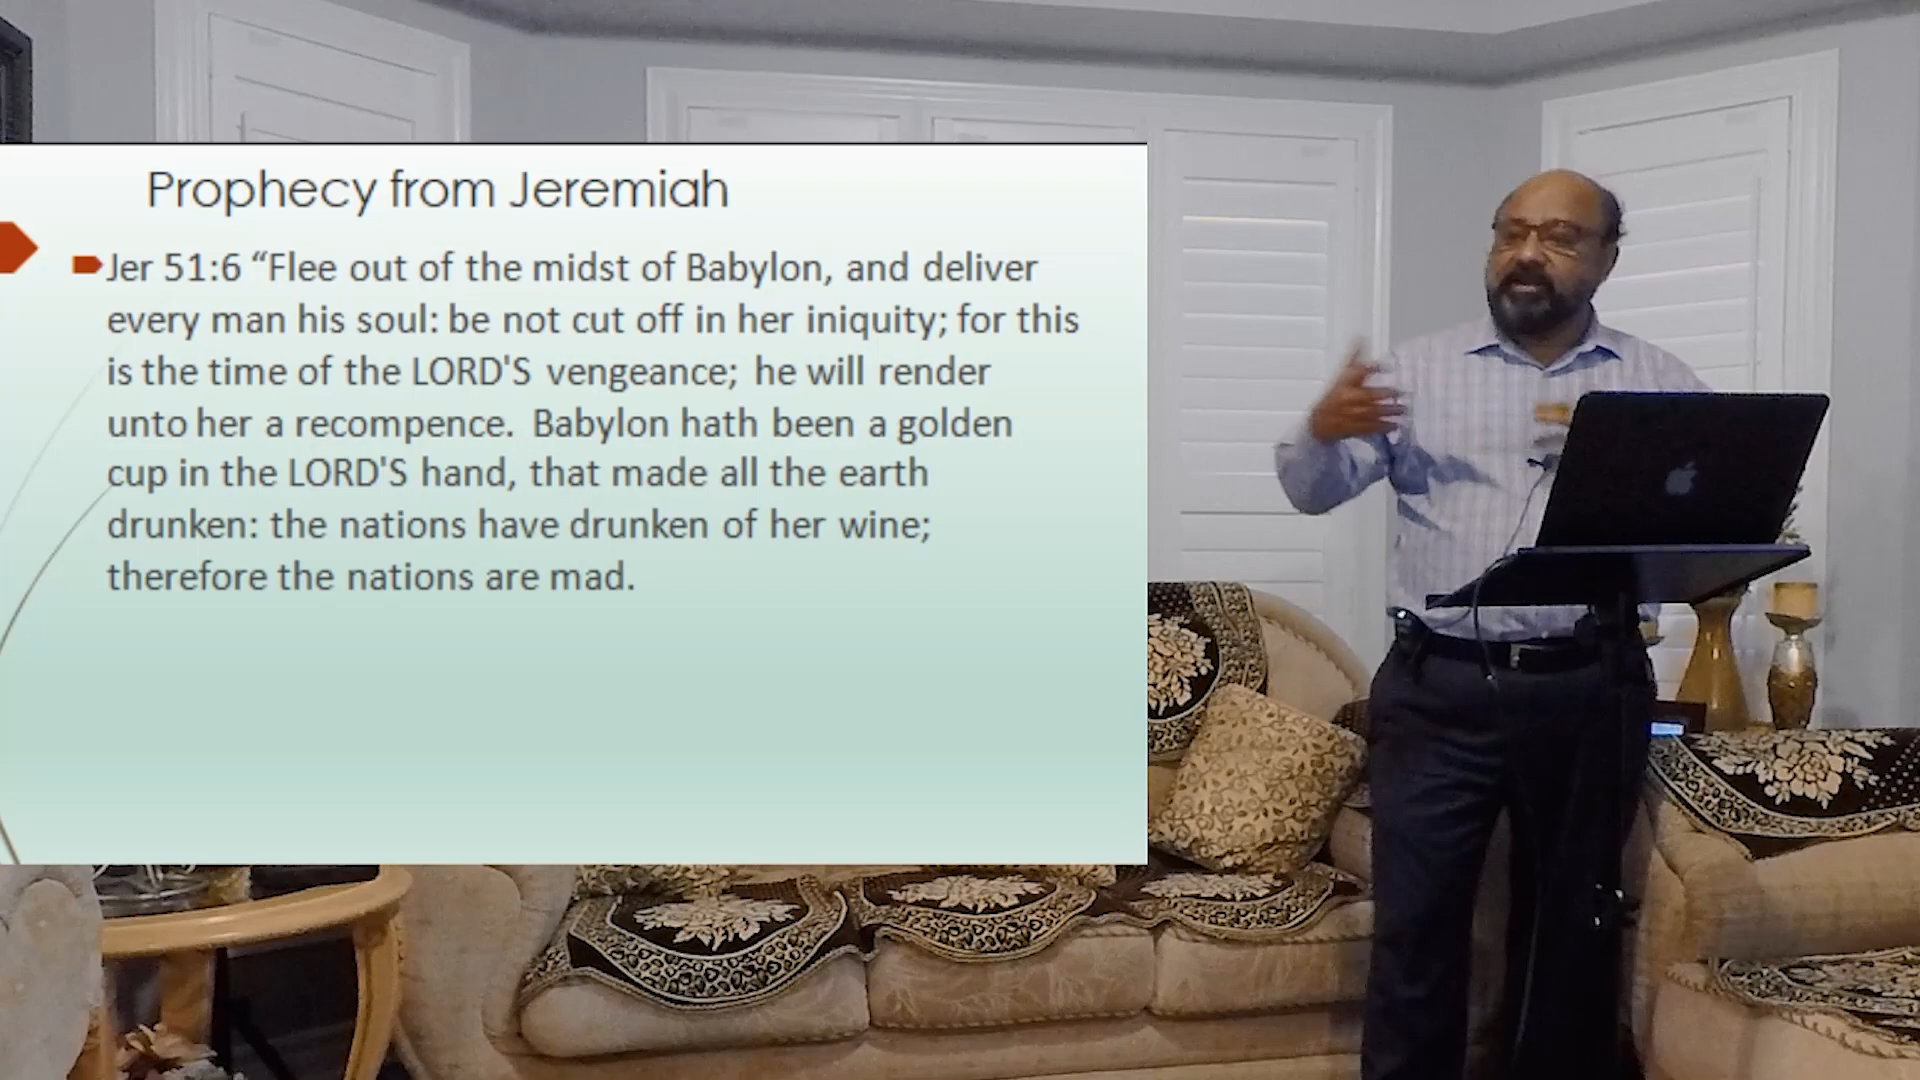 Prophecy from Jeremiah
Jer 51:6 “Flee out of the midst of Babylon, and deliver
every man his soul: be not cut off in her iniquity; for this
is the time of the LORD'S vengeance; he will render
unto her a recompence. Babylon hath been a golden
cup in the LORD'S hand, that made all the earth
drunken: the nations have drunken of her wine;
therefore the nations are mad.